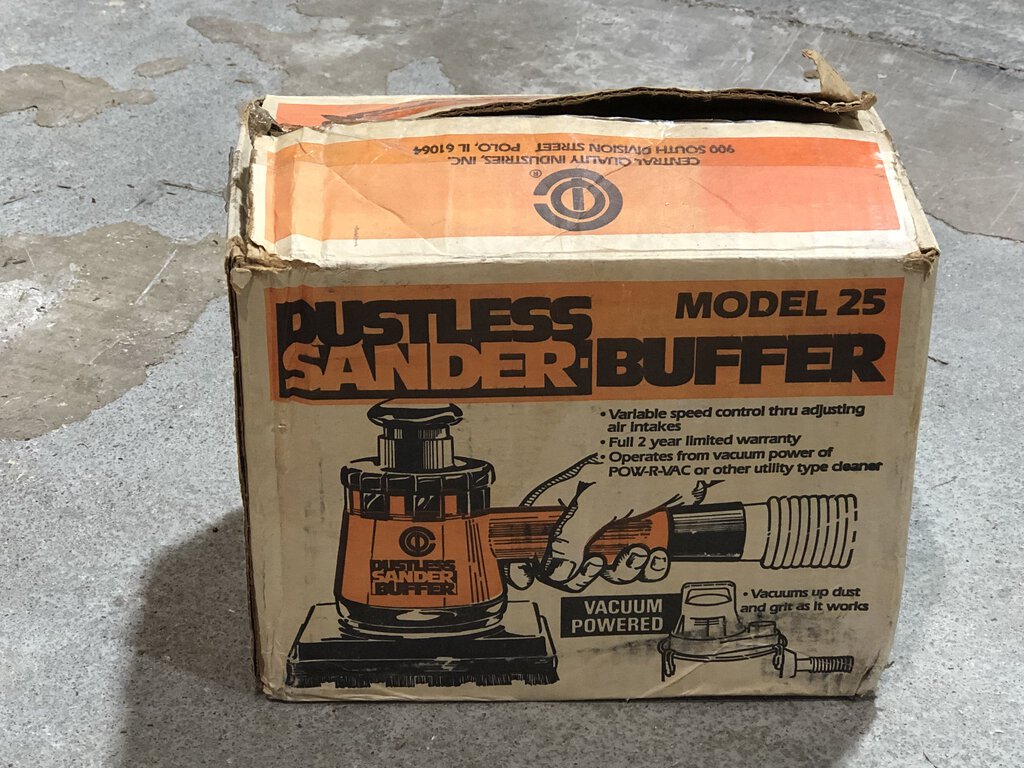 CENTRAL QUALITY INDUSTRIES, INC.
900 SOUTH DIVISION STREET POLO, IL 61064
®
DUSTLESS
SANDER·BUFFER
MODEL 25
• Variable speed control thru adjusting
air intakes
• Full 2 year limited warranty
• Operates from vacuum power of
POW-R-VAC or other utility type cleaner
DUSTLESS
SANDER
BUFFER
VACUUM
POWERED
• Vacuums up dust
and grit as it works